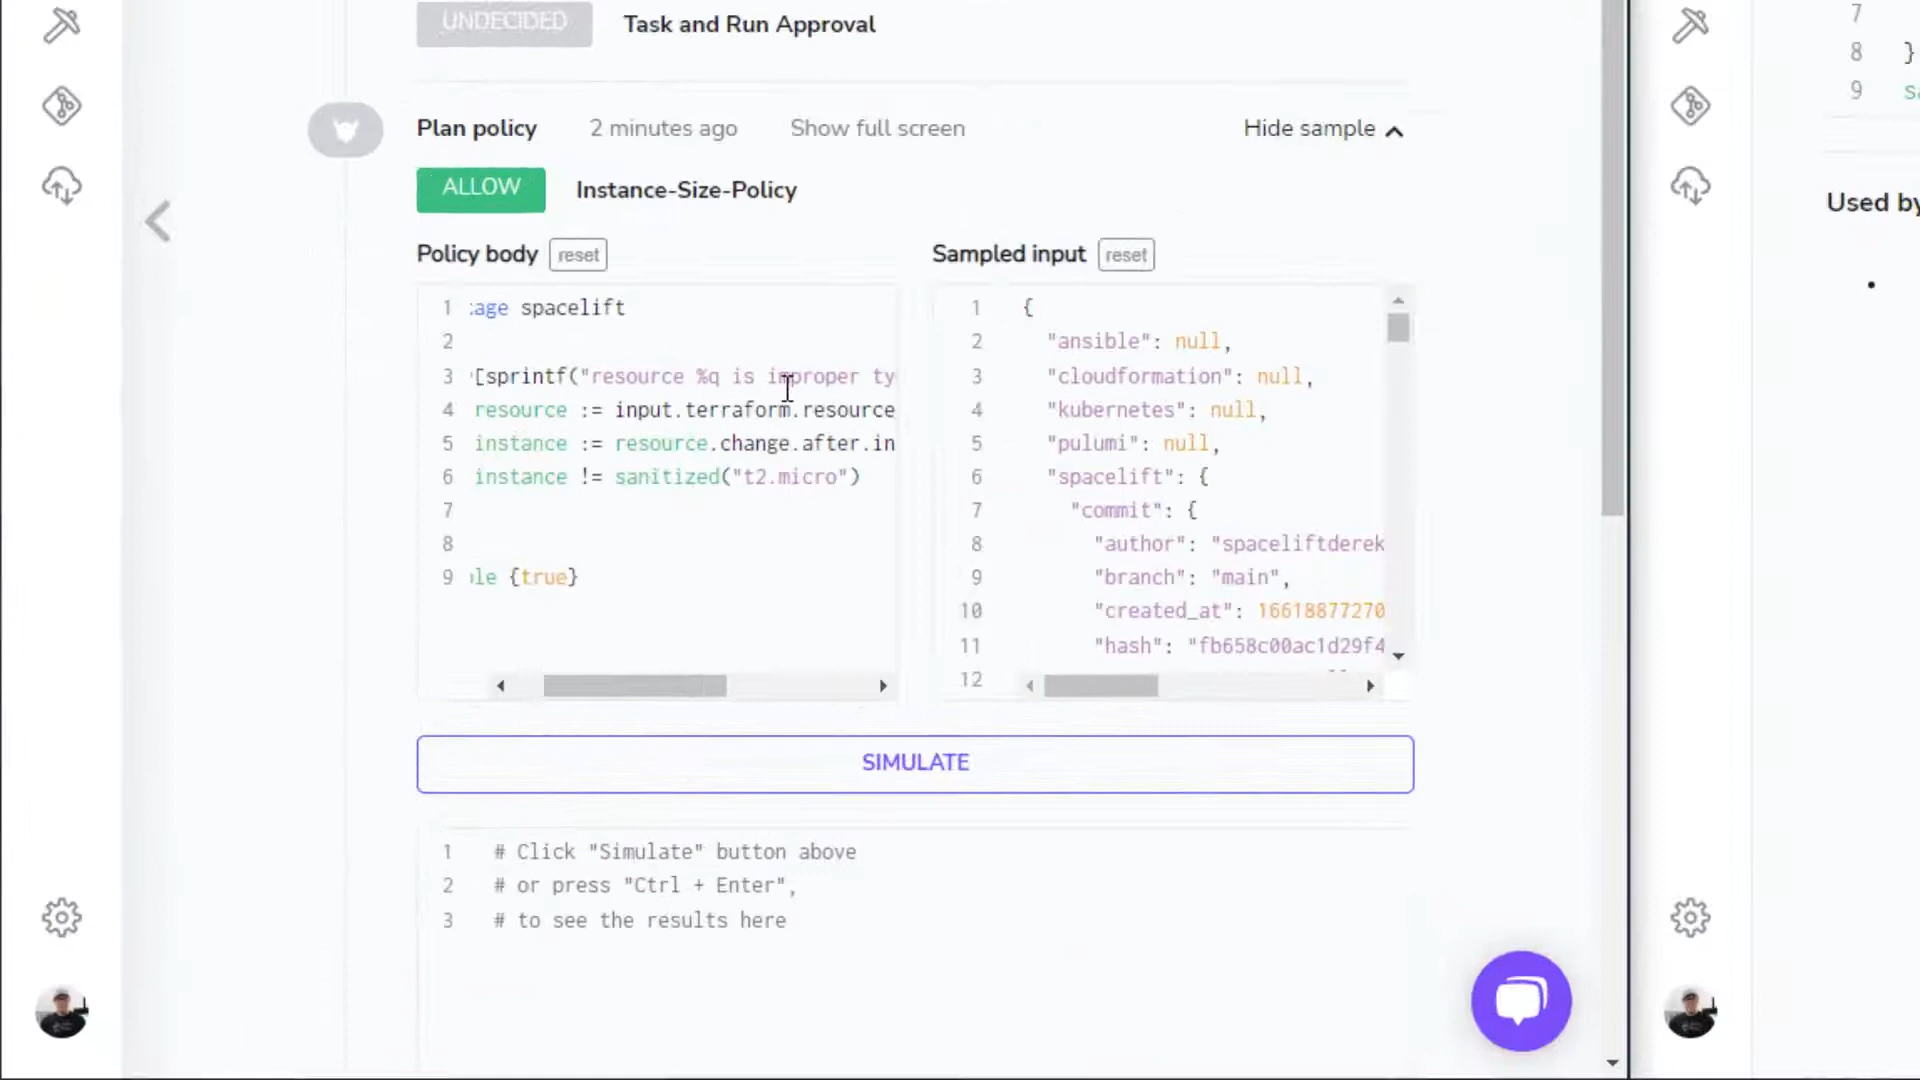 UNDECIDED Task and Run Approval
Plan policy 2 minutes ago Show full screen Hide sample
ALLOW Instance-Size-Policy
Policy body reset
1 :age spacelift
2
3 [sprintf("resource %q is improper ty
4 resource := input.terraform.resource
5 instance := resource.change.after.in
6 instance != sanitized("t2.micro")
7
8
9 le {true}
Sampled input reset
1 {
2 "ansible": null,
3 "cloudformation": null,
4 "kubernetes": null,
5 "pulumi": null,
6 "spacelift": {
7 "commit": {
8 "author": "spaceliftderek
9 "branch": "main",
10 "created_at": 16618877270
11 "hash": "fb658c00ac1d29f4
12
SIMULATE
1 # Click "Simulate" button above
2 # or press "Ctrl + Enter",
3 # to see the results here
7
8 }
9 sa
Used by